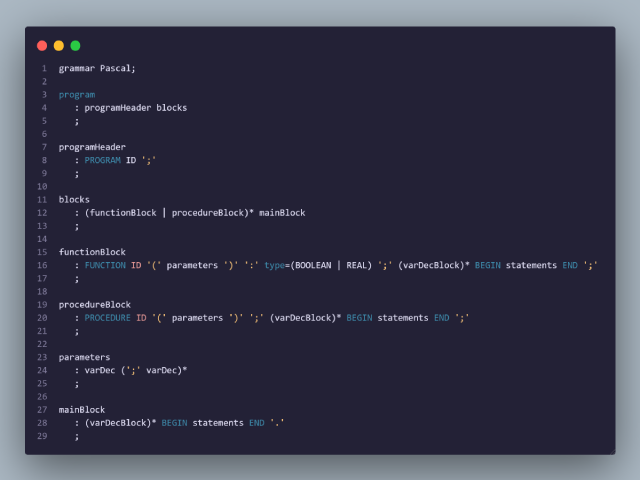 1 grammar Pascal;
2
3 program
4 : programHeader blocks
5 ;
6
7 programHeader
8 : PROGRAM ID ';'
9 ;
10
11 blocks
12 : (functionBlock | procedureBlock)* mainBlock
13 ;
14
15 functionBlock
16 : FUNCTION ID '(' parameters ')' ':' type=(BOOLEAN | REAL) ';' (varDecBlock)* BEGIN statements END ';'
17 ;
18
19 procedureBlock
20 : PROCEDURE ID '(' parameters ')' ';' (varDecBlock)* BEGIN statements END ';'
21 ;
22
23 parameters
24 : varDec (';' varDec)*
25 ;
26
27 mainBlock
28 : (varDecBlock)* BEGIN statements END '.'
29 ;